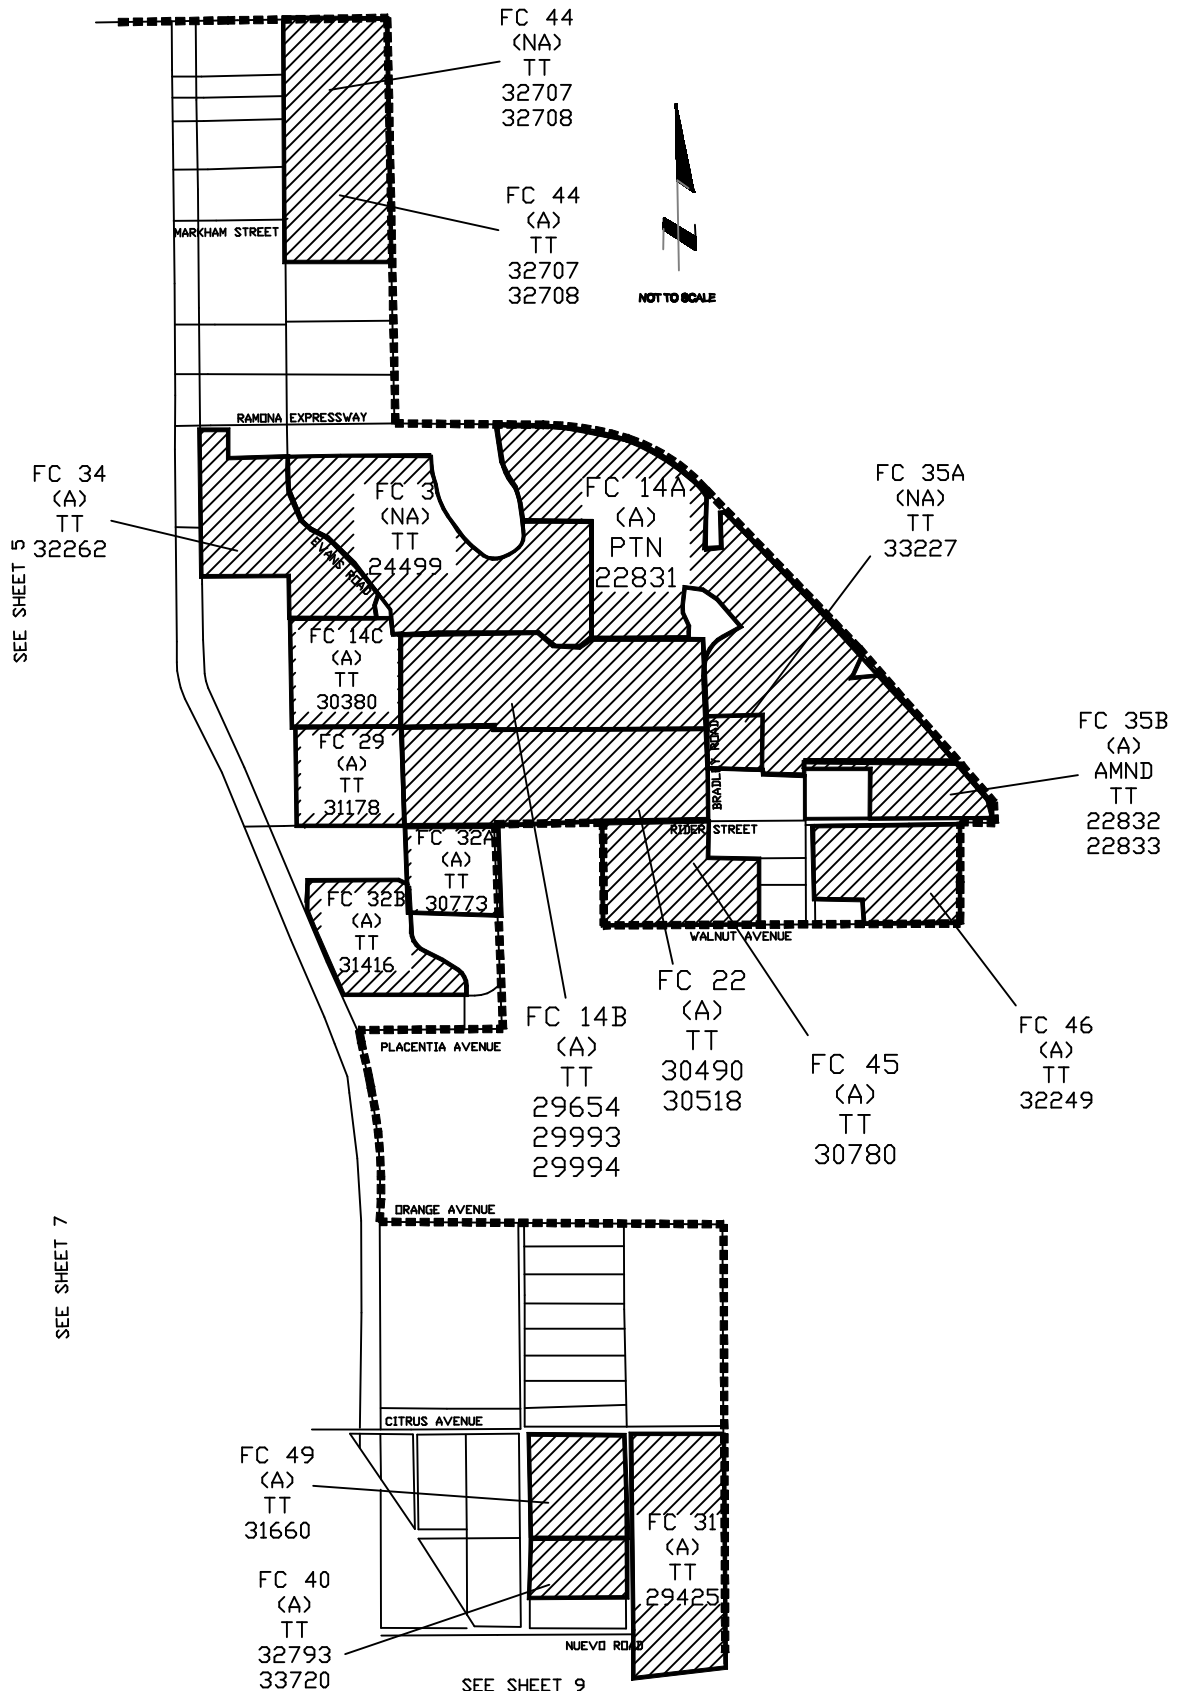 FC 44
(NA)
TT
32707
32708
FC 44
(A)
TT
32707
32708
MARKHAM STREET
NOT TO SCALE
RAMONA EXPRESSWAY
FC 34
(A)
TT
32262
SEE SHEET 5
FC 3
(NA)
TT
24499
EVANS ROAD
FC 14A
(A)
PTN
22831
FC 35A
(NA)
TT
33227
FC 14C
(A)
TT
30380
FC 29
(A)
TT
31178
BRADLEY ROAD
FC 35B
(A)
AMND
TT
22832
22833
RIDER STREET
FC 32A
(A)
TT
30773
FC 32B
(A)
TT
31416
WALNUT AVENUE
PLACENTIA AVENUE
FC 14B
(A)
TT
29654
29993
29994
FC 22
(A)
TT
30490
30518
FC 45
(A)
TT
30780
FC 46
(A)
TT
32249
ORANGE AVENUE
SEE SHEET 7
CITRUS AVENUE
FC 49
(A)
TT
31660
FC 31
(A)
TT
29425
FC 40
(A)
TT
32793
33720
NUEVO ROAD
SEE SHEET 9